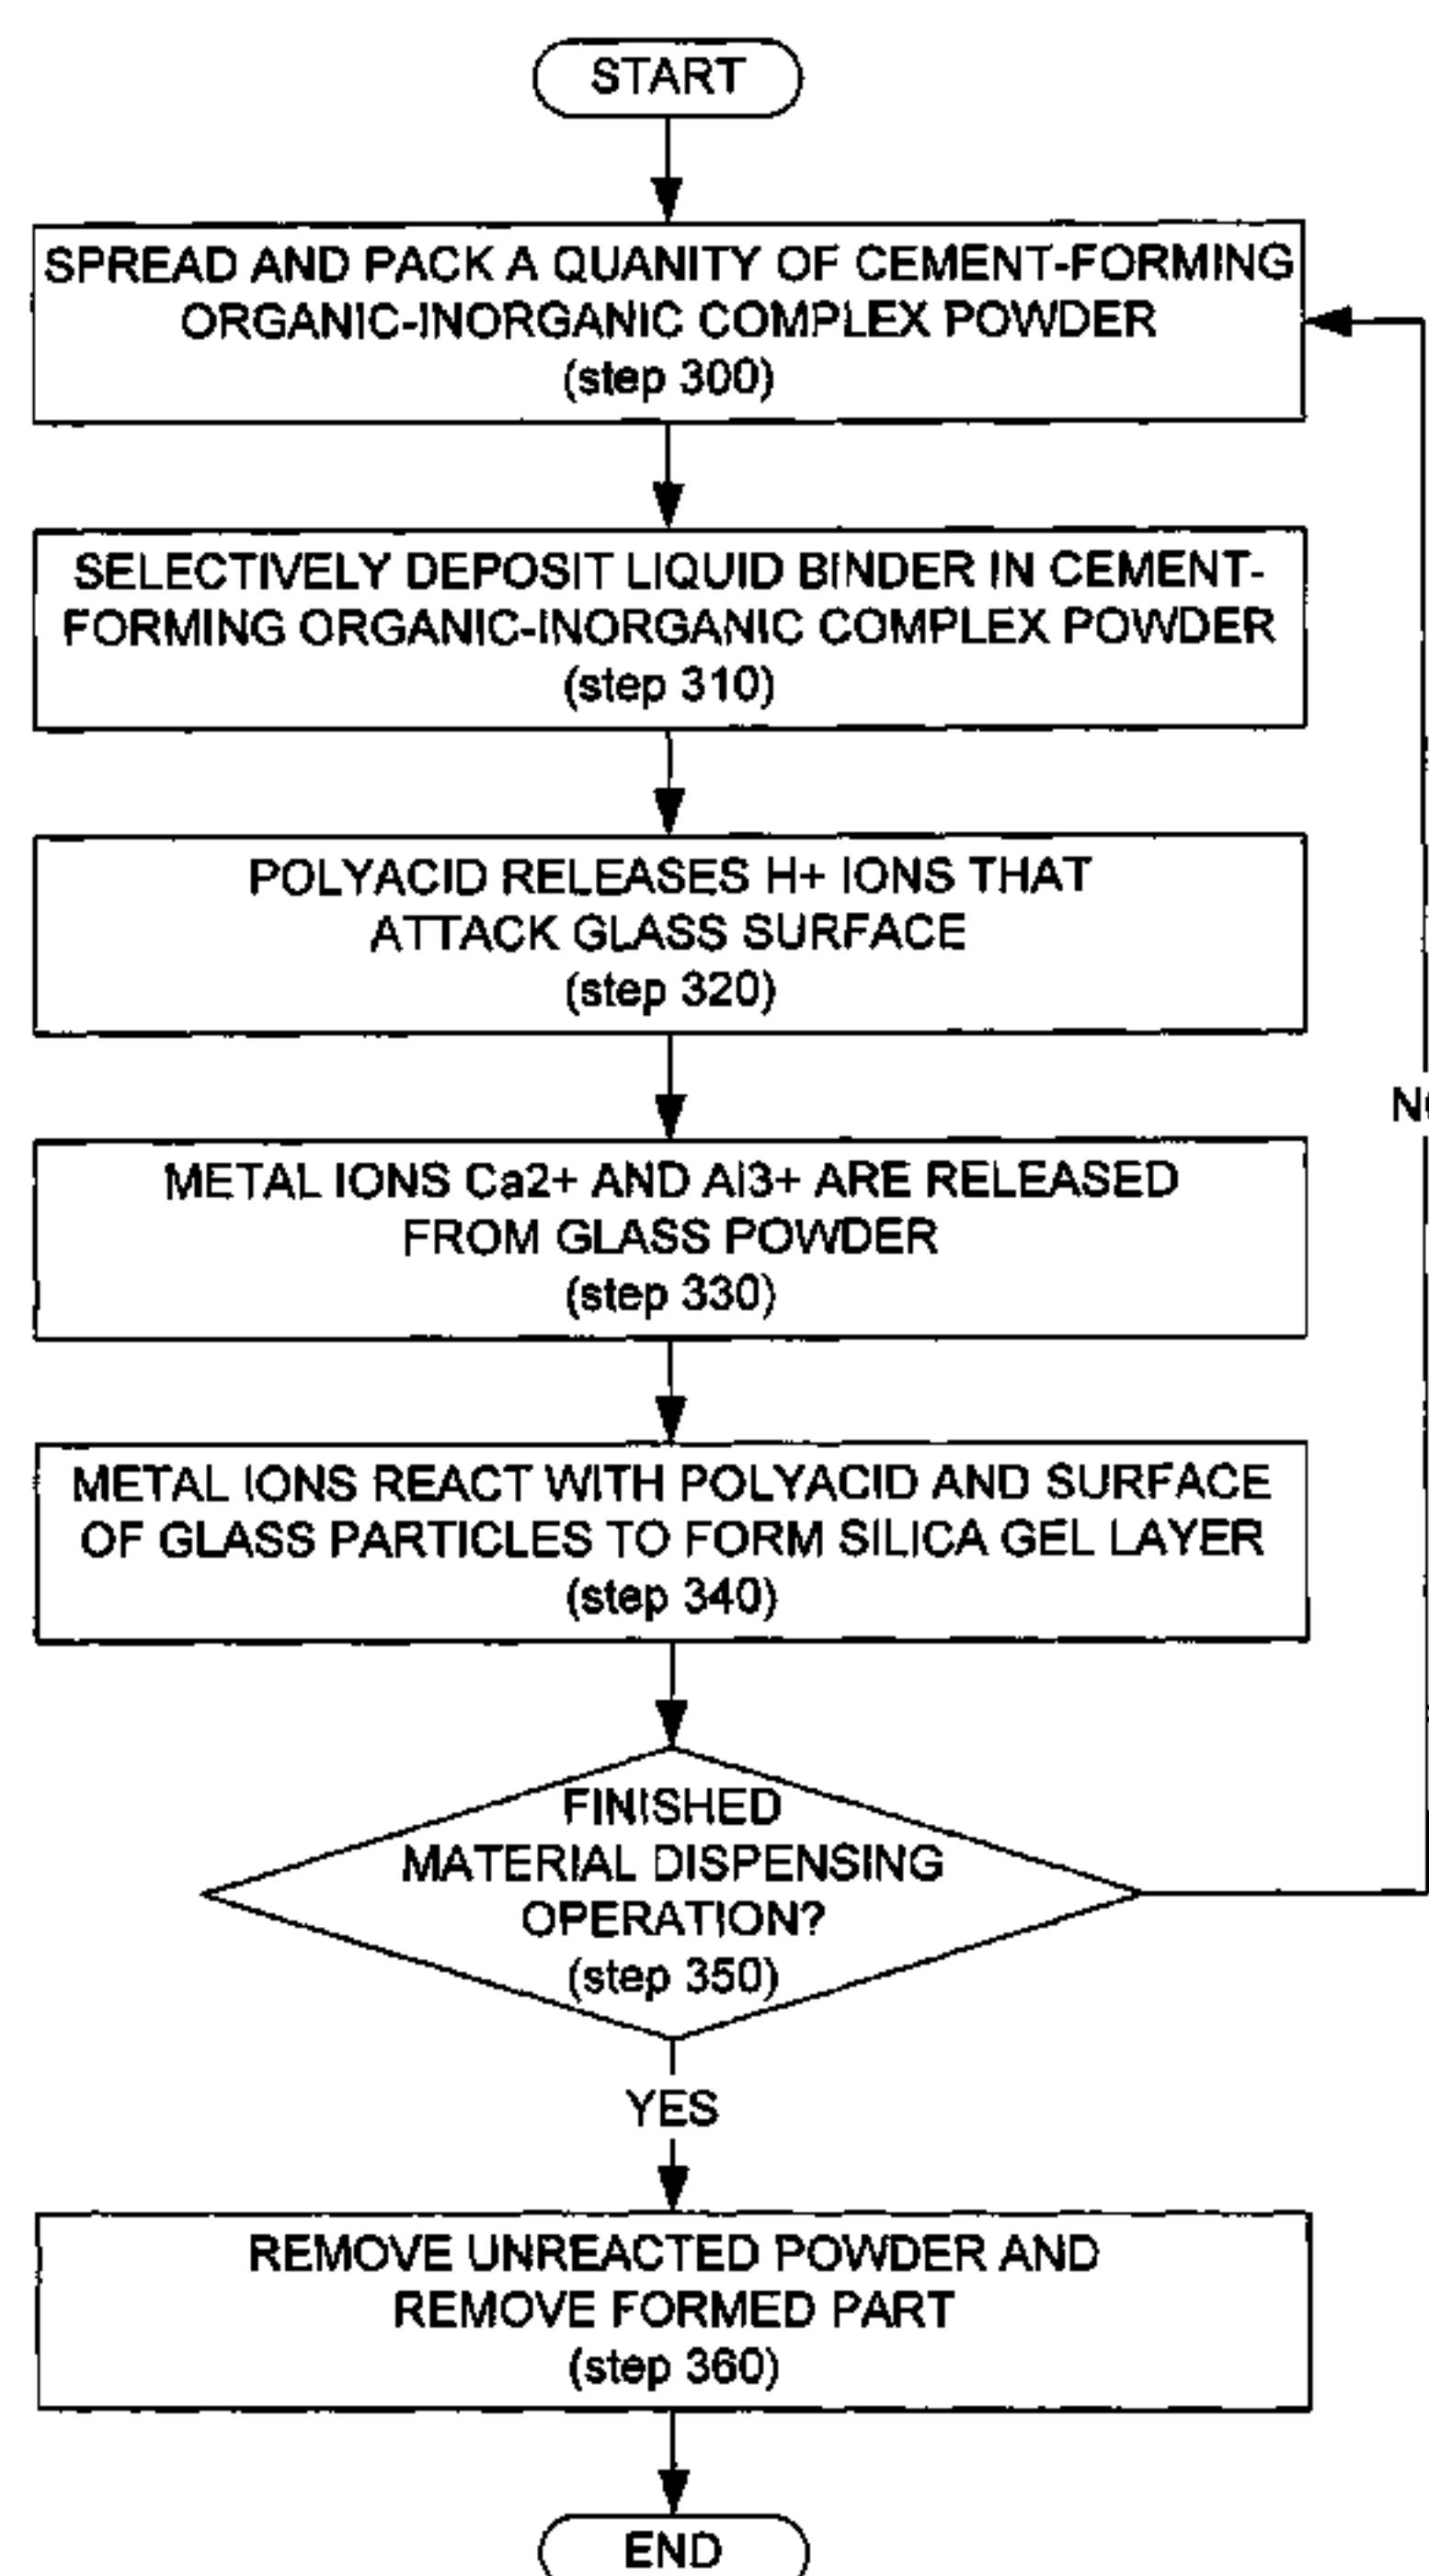 START
SPREAD AND PACK A QUANITY OF CEMENT-FORMING
ORGANIC-INORGANIC COMPLEX POWDER
(step 300)
SELECTIVELY DEPOSIT LIQUID BINDER IN CEMENT-
FORMING ORGANIC-INORGANIC COMPLEX POWDER
(step 310)
POLYACID RELEASES H+ IONS THAT
ATTACK GLASS SURFACE
(step 320)
METAL IONS Ca2+ AND Al3+ ARE RELEASED
FROM GLASS POWDER
(step 330)
METAL IONS REACT WITH POLYACID AND SURFACE
OF GLASS PARTICLES TO FORM SILICA GEL LAYER
(step 340)
FINISHED
MATERIAL DISPENSING
OPERATION?
(step 350)
YES
REMOVE UNREACTED POWDER AND
REMOVE FORMED PART
(step 360)
END